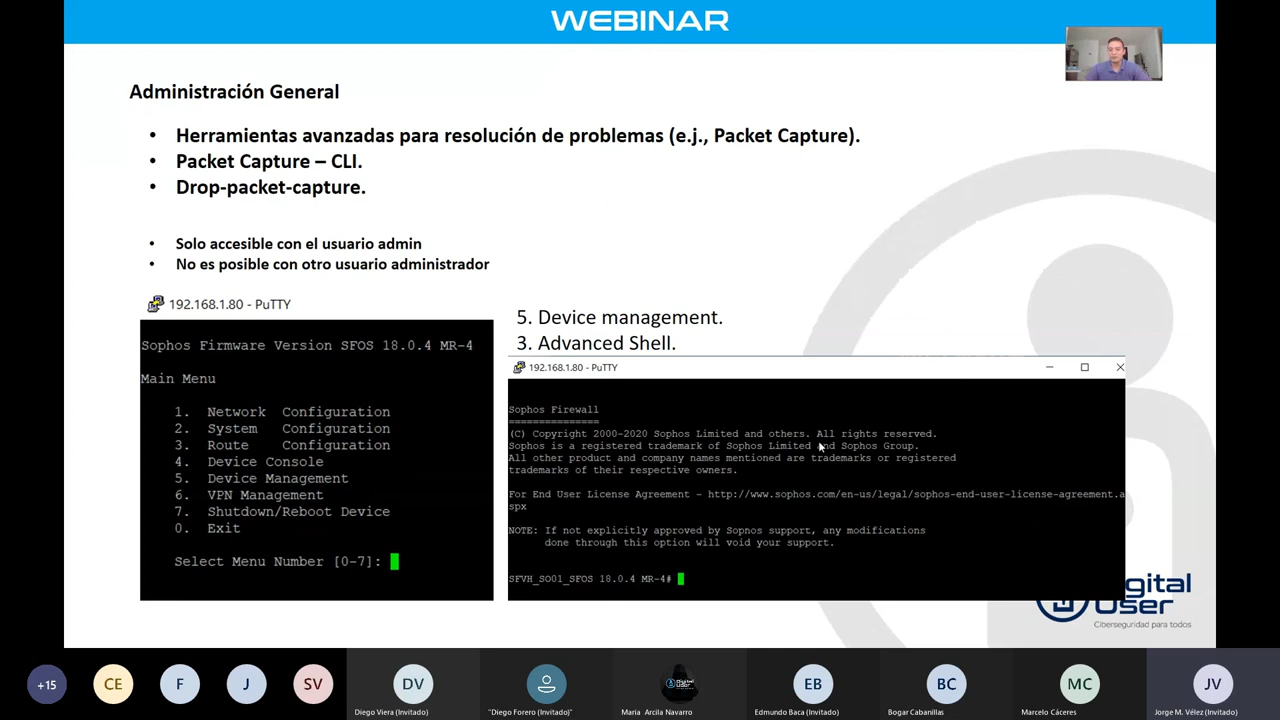 WEBINAR
Administración General
• Herramientas avanzadas para resolución de problemas (e.j., Packet Capture).
• Packet Capture – CLI.
• Drop-packet-capture.
• Solo accesible con el usuario admin
• No es posible con otro usuario administrador
192.168.1.80 - PuTTY
Sophos Firmware Version SFOS 18.0.4 MR-4
Main Menu
1. Network Configuration
2. System Configuration
3. Route Configuration
4. Device Console
5. Device Management
6. VPN Management
7. Shutdown/Reboot Device
0. Exit
Select Menu Number [0-7]:
5. Device management.
3. Advanced Shell.
192.168.1.80 - PuTTY
Sophos Firewall
===============
(C) Copyright 2000-2020 Sophos Limited and others. All rights reserved.
Sophos is a registered trademark of Sophos Limited and Sophos Group.
All other product and company names mentioned are trademarks or registered
trademarks of their respective owners.
For End User License Agreement - http://www.sophos.com/en-us/legal/sophos-end-user-license-agreement.a
spx
NOTE: If not explicitly approved by Sophos support, any modifications
done through this option will void your support.
SFVH_SO01_SFOS 18.0.4 MR-4#
Digital
User
Ciberseguridad para todos
+15
CE
F
J
SV
DV
Diego Viera (Invitado)
"Diego Forero (Invitado)"
Digital
User
Maria Arcila Navarro
EB
Edmundo Baca (Invitado)
BC
Bogar Cabanillas
MC
Marcelo Cáceres
JV
Jorge M. Vélez (Invitado)